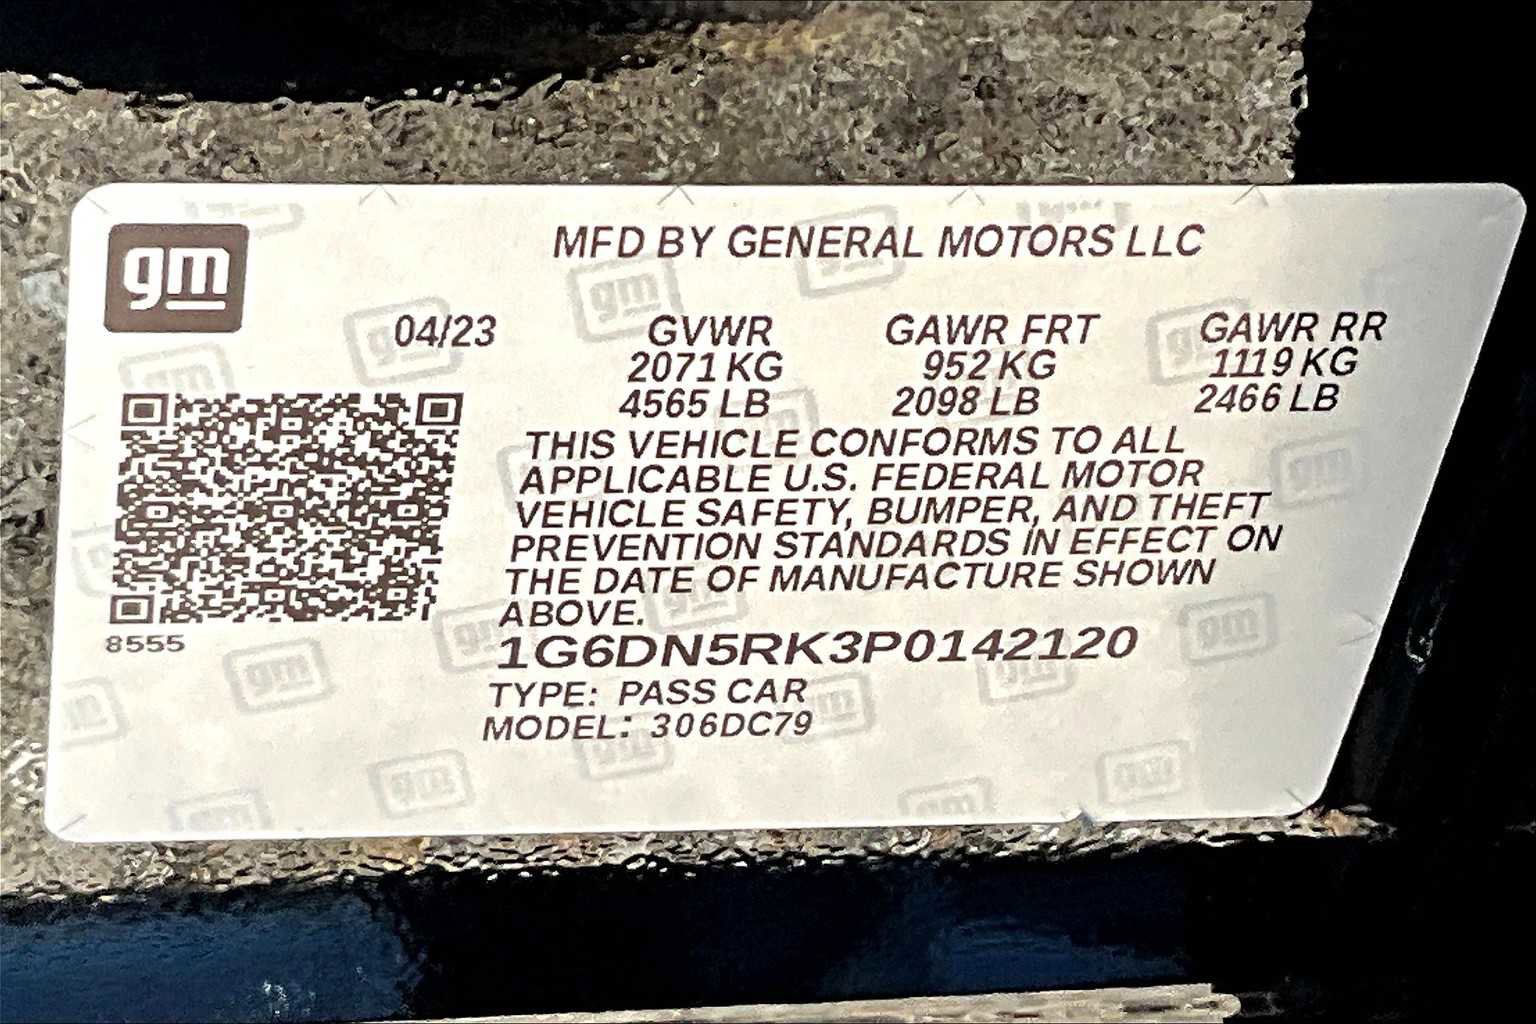 gm
MFD BY GENERAL MOTORS LLC
04/23 GVWR GAWR FRT GAWR RR
2071 KG 952 KG 1119 KG
4565 LB 2098 LB 2466 LB
THIS VEHICLE CONFORMS TO ALL
APPLICABLE U.S. FEDERAL MOTOR
VEHICLE SAFETY, BUMPER, AND THEFT
PREVENTION STANDARDS IN EFFECT ON
THE DATE OF MANUFACTURE SHOWN
ABOVE.
8555
1G6DN5RK3P0142120
TYPE: PASS CAR
MODEL: 306DC79